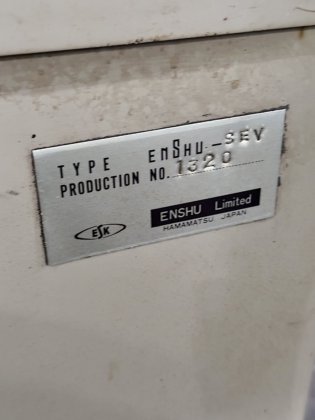 TYPE ENSHU.-SEV
PRODUCTION NO. 1320
ESK
ENSHU Limited
HAMAMATSU, JAPAN